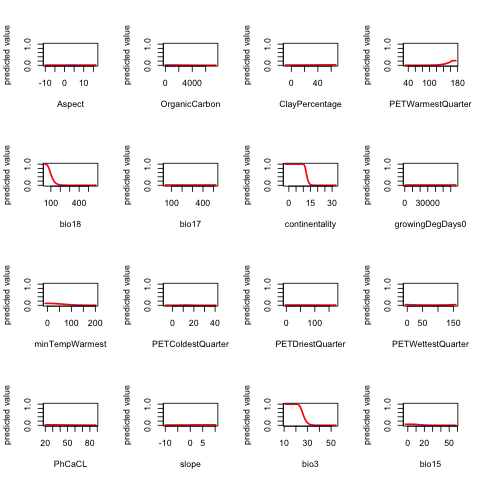 predicted value 0.0 1.0 -10 0 10 Aspect
predicted value 0.0 1.0 0 4000 OrganicCarbon
predicted value 0.0 1.0 0 40 ClayPercentage
predicted value 0.0 1.0 40 100 180 PETWarmestQuarter
predicted value 0.0 1.0 100 400 bio18
predicted value 0.0 1.0 100 400 bio17
predicted value 0.0 1.0 0 15 30 continentality
predicted value 0.0 1.0 0 30000 growingDegDays0
predicted value 0.0 1.0 0 100 200 minTempWarmest
predicted value 0.0 1.0 0 20 40 PETColdestQuarter
predicted value 0.0 1.0 0 100 PETDriestQuarter
predicted value 0.0 1.0 0 50 150 PETWettestQuarter
predicted value 0.0 1.0 20 50 80 PhCaCL
predicted value 0.0 1.0 -10 0 5 slope
predicted value 0.0 1.0 10 30 50 bio3
predicted value 0.0 1.0 0 20 50 bio15